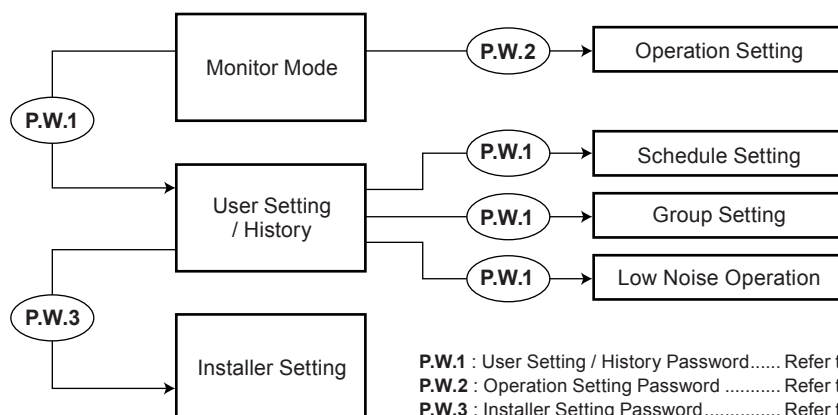 Monitor Mode
P.W.2
Operation Setting
P.W.1
P.W.1
Schedule Setting
User Setting
/ History
P.W.1
Group Setting
P.W.1
Low Noise Operation
P.W.3
Installer Setting
P.W.1 : User Setting / History Password...... Refer
P.W.2 : Operation Setting Password ........... Refer
P.W.3 : Installer Setting Password............... Refer